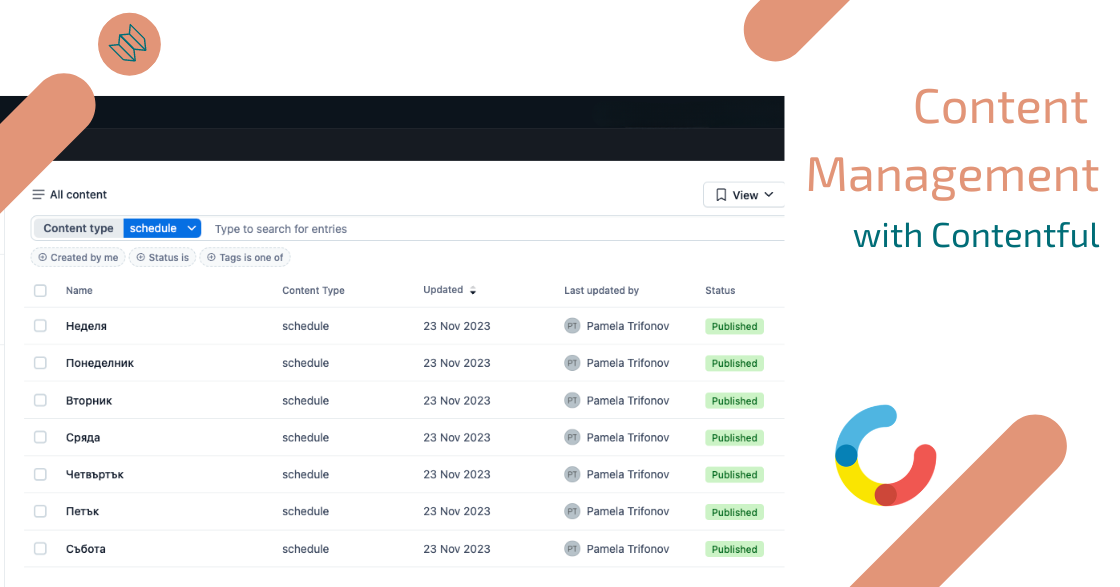 Content
Management
with Contentful
All content
View
Content type schedule Type to search for entries
Created by me Status is Tags is one of
Name Content Type Updated Last updated by Status
Неделя schedule 23 Nov 2023 PT Pamela Trifonov Published
Понеделник schedule 23 Nov 2023 PT Pamela Trifonov Published
Вторник schedule 23 Nov 2023 PT Pamela Trifonov Published
Сряда schedule 23 Nov 2023 PT Pamela Trifonov Published
Четвъртък schedule 23 Nov 2023 PT Pamela Trifonov Published
Петък schedule 23 Nov 2023 PT Pamela Trifonov Published
Събота schedule 23 Nov 2023 PT Pamela Trifonov Published